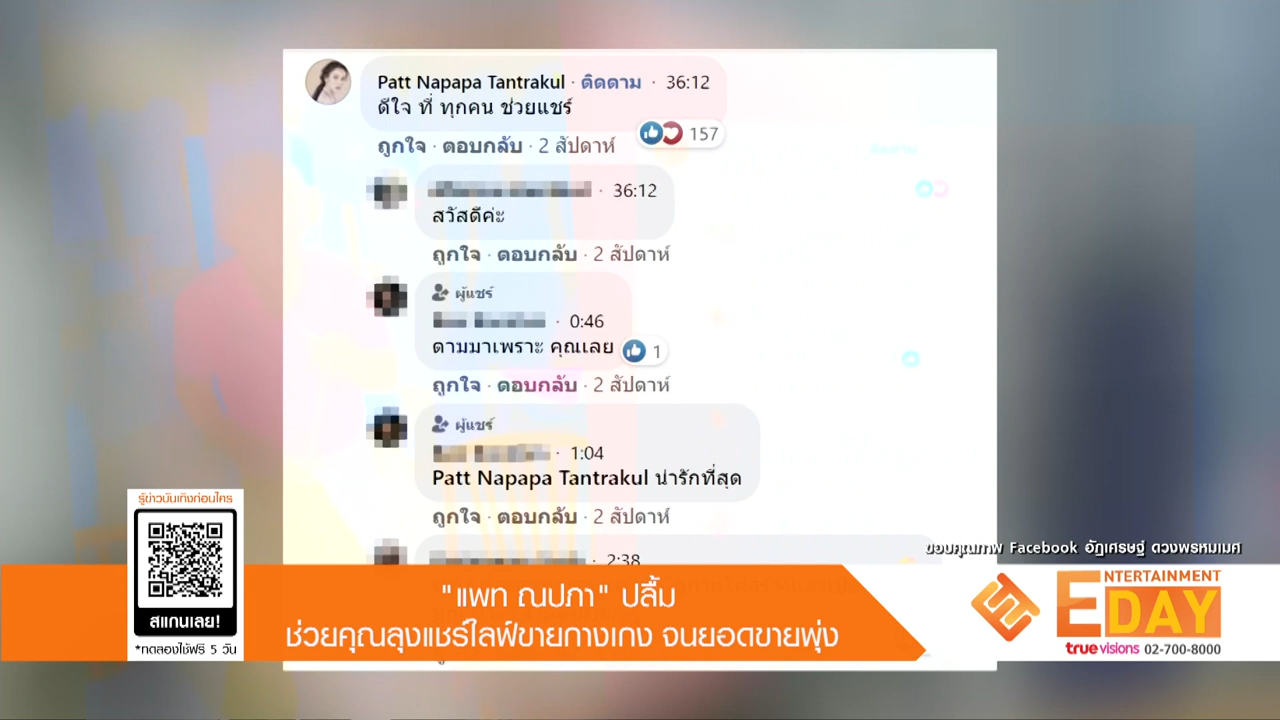 Patt Napapa Tantrakul · ติดตาม · 36:12
ดีใจ ที่ ทุกคน ช่วยแชร์
157
ถูกใจ · ตอบกลับ · 2 สัปดาห์
· 36:12
สวัสดีค่ะ
ถูกใจ · ตอบกลับ · 2 สัปดาห์
ผู้แชร์
· 0:46
ตามมาเพราะ คุณเลย
1
ถูกใจ · ตอบกลับ · 2 สัปดาห์
ผู้แชร์
· 1:04
Patt Napapa Tantrakul น่ารักที่สุด
ถูกใจ · ตอบกลับ · 2 สัปดาห์
· 2:38
รู้ข่าวบันเทิงก่อนใคร
สแกนเลย!
*ทดลองใช้ฟรี 5 วัน
"แพท ณปภา" ปลื้ม
ช่วยคุณลุงแชร์ไลฟ์ขายกางเกง จนยอดขายพุ่ง
ขอบคุณภาพ Facebook อัฏเศรษฐ์ ดวงพรหมเมศ
ENTERTAINMENT
DAY
truevisions 02-700-8000